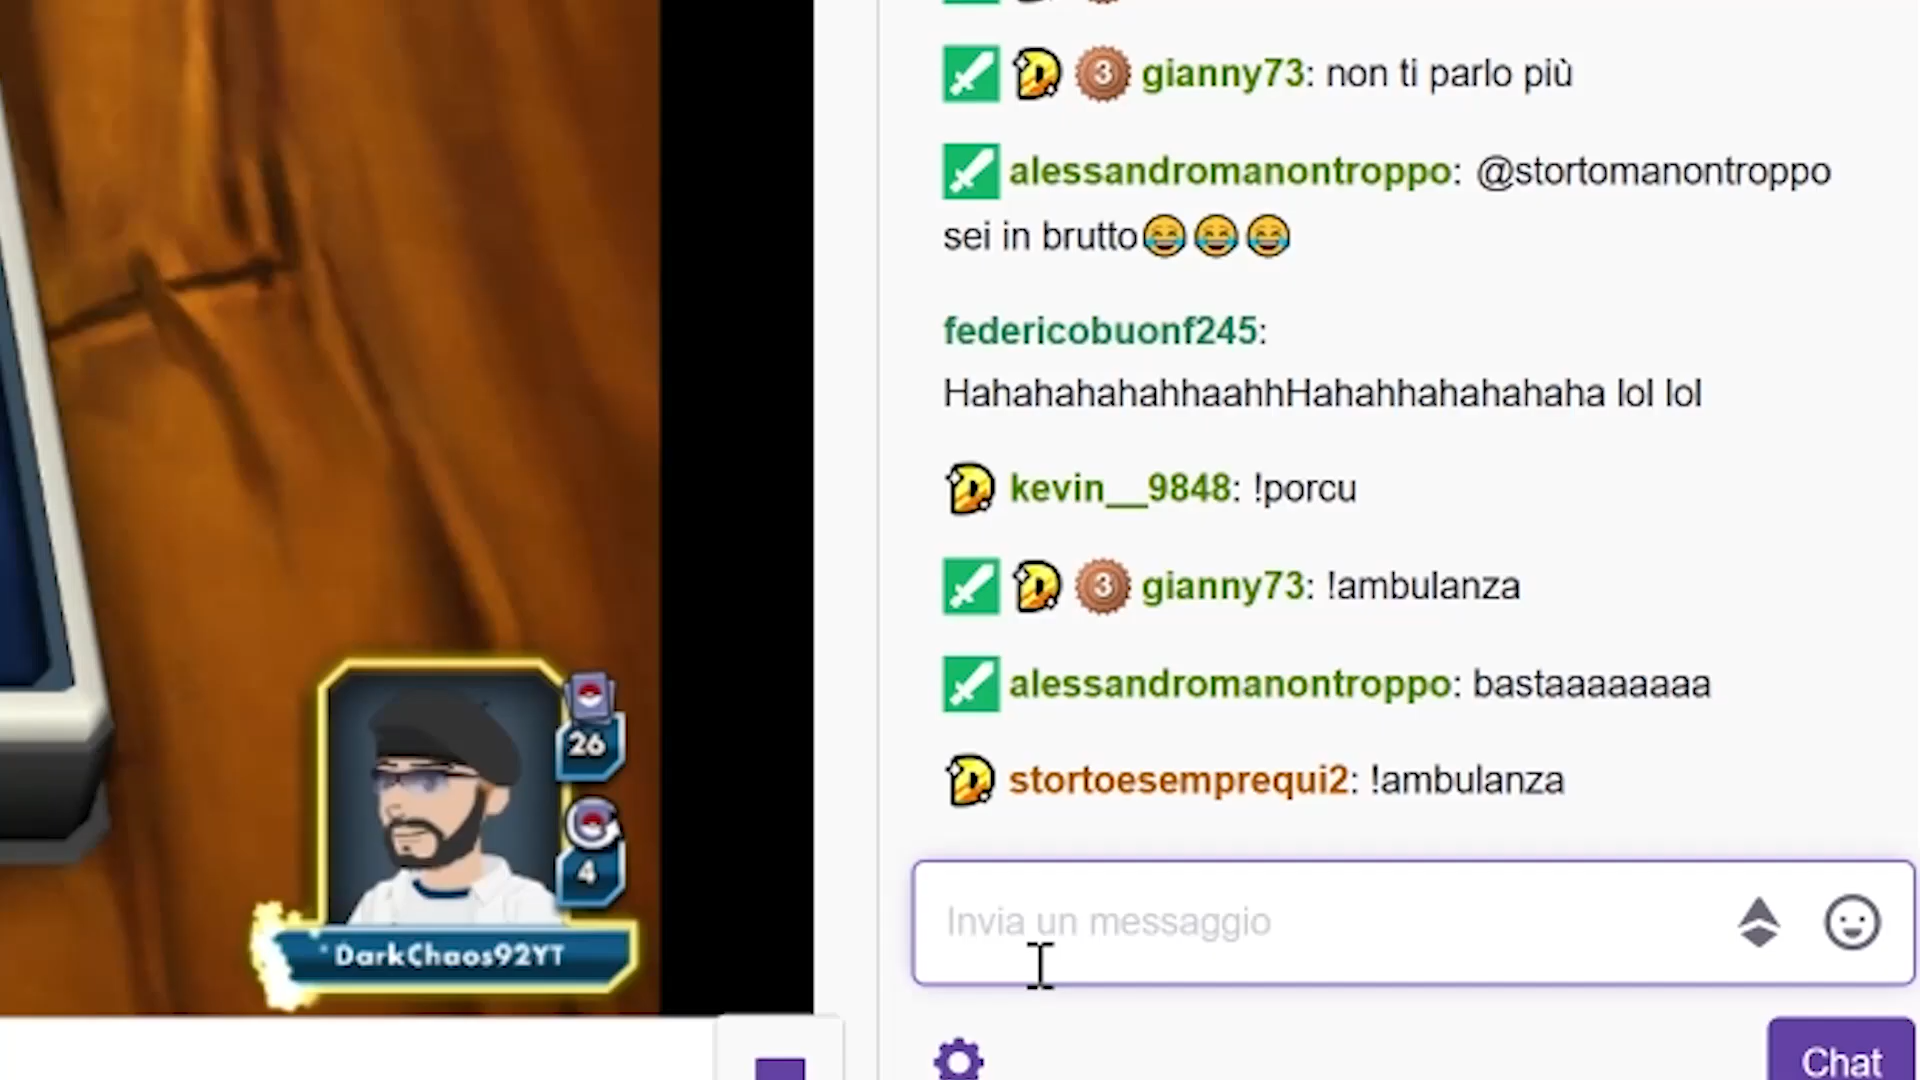 3 gianny73: non ti parlo più
alessandromanontroppo: @stortomanontroppo
sei in brutto😂😂😂
federicobuonf245:
HahahahahahhaahhHahahhahahahaha lol lol
kevin__9848: !porcu
3 gianny73: !ambulanza
alessandromanontroppo: bastaaaaaaaa
stortoesemprequi2: !ambulanza
26
4
DarkChaos92YT
Invia un messaggio
Chat